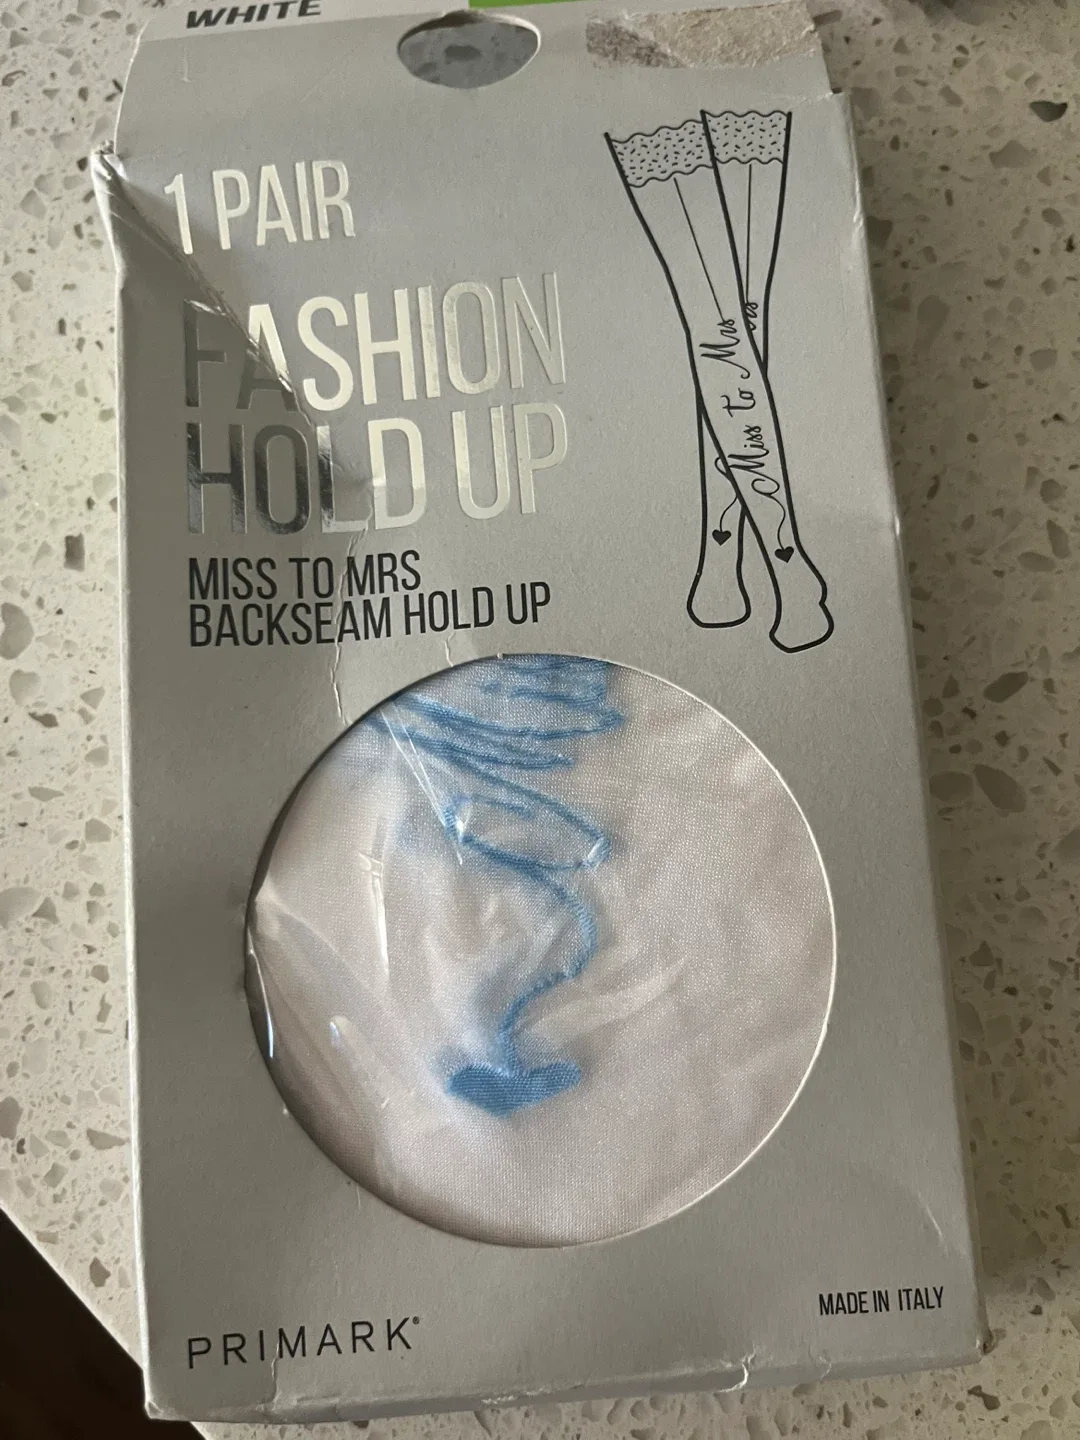 WHITE
1 PAIR
FASHION
HOLD UP
MISS TO MRS
BACKSEAM HOLD UP
Miss to Mrs
rs
MADE IN ITALY
PRIMARK®